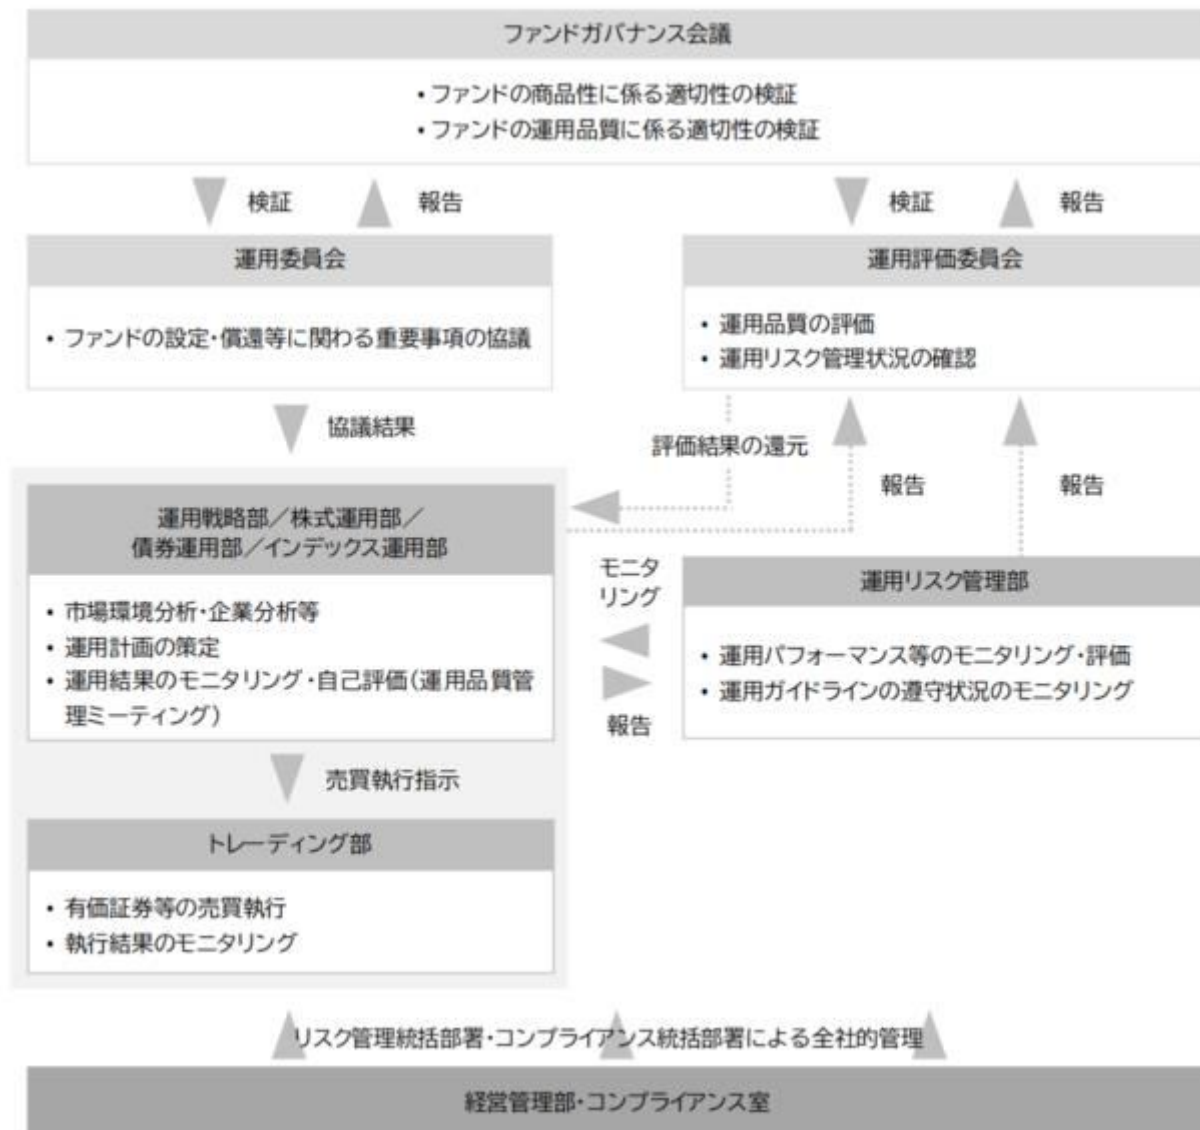 ファンドガバナンス会議
・ファンドの商品性に係る適切性の検証
・ファンドの運用品質に係る適切性の検証
検証
報告
検証
報告
運用委員会
・ファンドの設定・償還等に関わる重要事項の協議
運用評価委員会
・運用品質の評価
・運用リスク管理状況の確認
協議結果
評価結果の還元
報告
報告
運用戦略部／株式運用部／
債券運用部／インデックス運用部
・市場環境分析・企業分析等
・運用計画の策定
・運用結果のモニタリング・自己評価（運用品質管
理ミーティング）
モニタ
リング
報告
運用リスク管理部
・運用パフォーマンス等のモニタリング・評価
・運用ガイドラインの遵守状況のモニタリング
売買執行指示
トレーディング部
・有価証券等の売買執行
・執行結果のモニタリング
リスク管理統括部署・コンプライアンス統括部署による全社的管理
経営管理部・コンプライアンス室